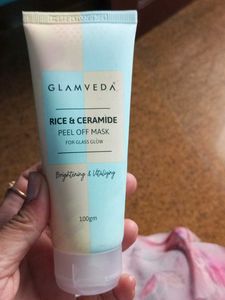 GLAMVEDA
RICE & CERAMIDE
PEEL OFF MASK
FOR GLASS GLOW
Brightening & Vitalizing
100gm